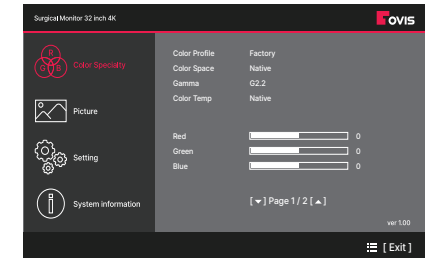 Surgical Monitor 32 inch 4K
Fovis
R
G B
Color Specialty
Picture
Setting
System information
Color Profile Factory
Color Space Native
Gamma G2.2
Color Temp Native
Red 0
Green 0
Blue 0
[ ▼ ] Page 1 / 2 [ ▲ ]
ver 1.00
[ Exit ]